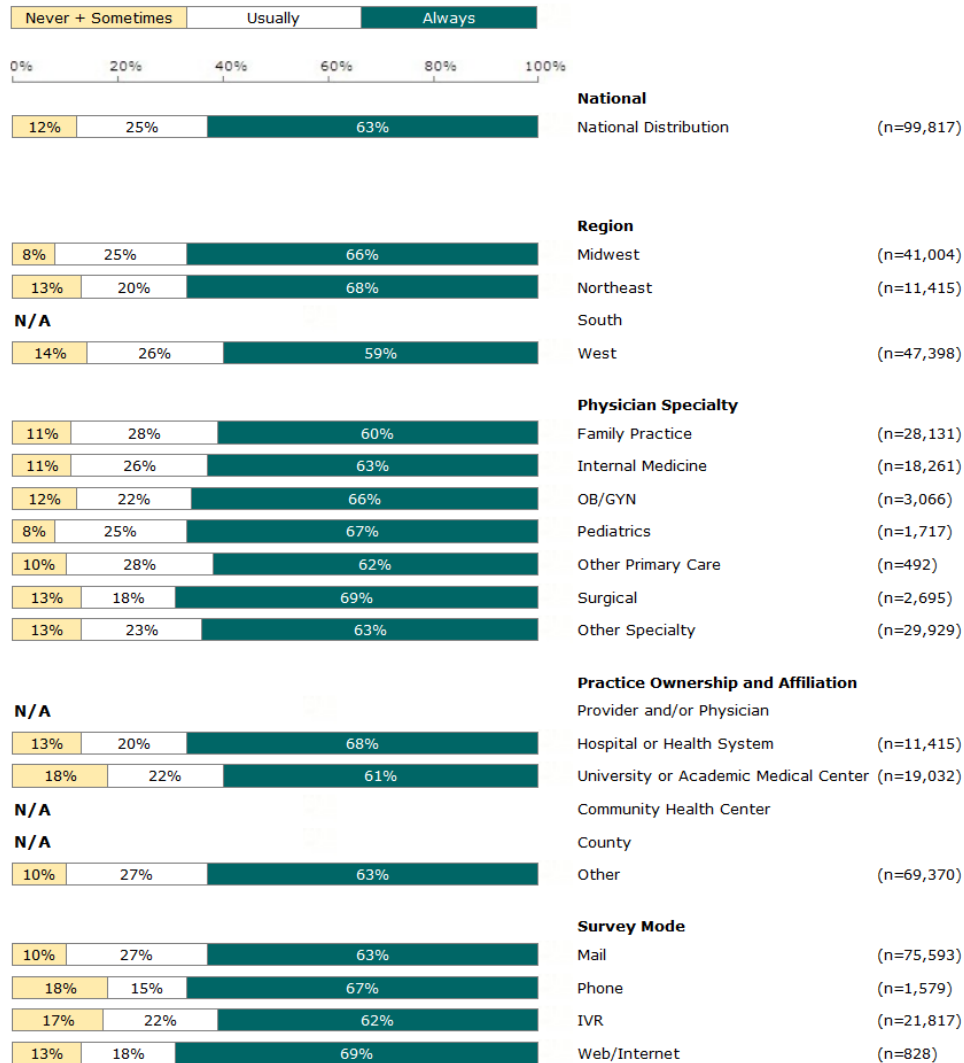 Never + Sometimes Usually Always
0% 20% 40% 60% 80% 100%
National
12% 25% 63% National Distribution (n=99,817)
Region
8% 25% 66% Midwest (n=41,004)
13% 20% 68% Northeast (n=11,415)
N/A South
14% 26% 59% West (n=47,398)
Physician Specialty
11% 28% 60% Family Practice (n=28,131)
11% 26% 63% Internal Medicine (n=18,261)
12% 22% 66% OB/GYN (n=3,066)
8% 25% 67% Pediatrics (n=1,717)
10% 28% 62% Other Primary Care (n=492)
13% 18% 69% Surgical (n=2,695)
13% 23% 63% Other Specialty (n=29,929)
Practice Ownership and Affiliation
N/A Provider and/or Physician
13% 20% 68% Hospital or Health System (n=11,415)
18% 22% 61% University or Academic Medical Center (n=19,032)
N/A Community Health Center
N/A County
10% 27% 63% Other (n=69,370)
Survey Mode
10% 27% 63% Mail (n=75,593)
18% 15% 67% Phone (n=1,579)
17% 22% 62% IVR (n=21,817)
13% 18% 69% Web/Internet (n=828)